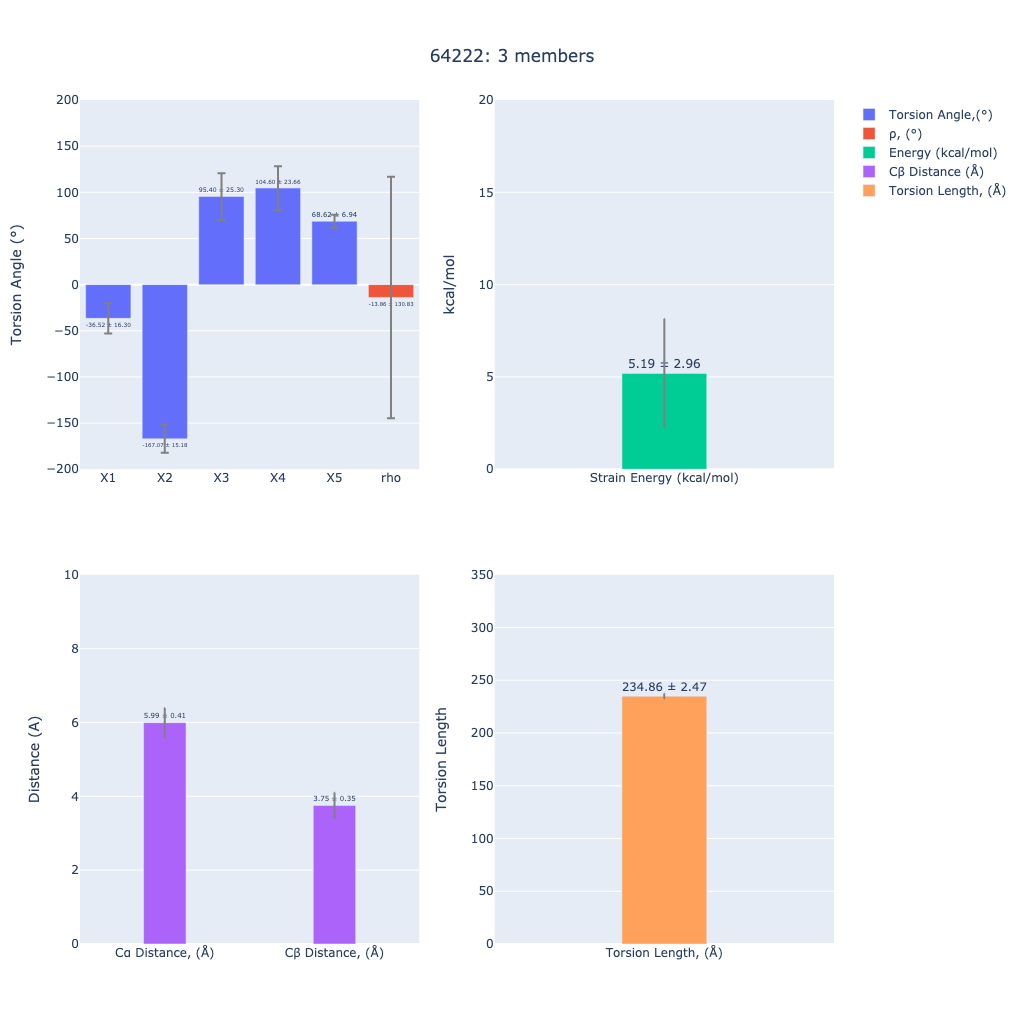 64222: 3 members
Torsion Angle (°)
200
150
100
50
0
−50
−100
−150
−200
-36.52 ± 16.30
-167.07 ± 15.18
95.40 ± 25.30
104.60 ± 23.66
68.62 ± 6.94
-13.86 ± 130.83
X1 X2 X3 X4 X5 rho
kcal/mol
20
15
10
5
0
5.19 ± 2.96
Strain Energy (kcal/mol)
Torsion Angle,(°)
ρ, (°)
Energy (kcal/mol)
Cβ Distance (Å)
Torsion Length, (Å)
Distance (A)
10
8
6
4
2
0
5.99 ± 0.41
3.75 ± 0.35
Cα Distance, (Å) Cβ Distance, (Å)
Torsion Length
350
300
250
200
150
100
50
0
234.86 ± 2.47
Torsion Length, (Å)